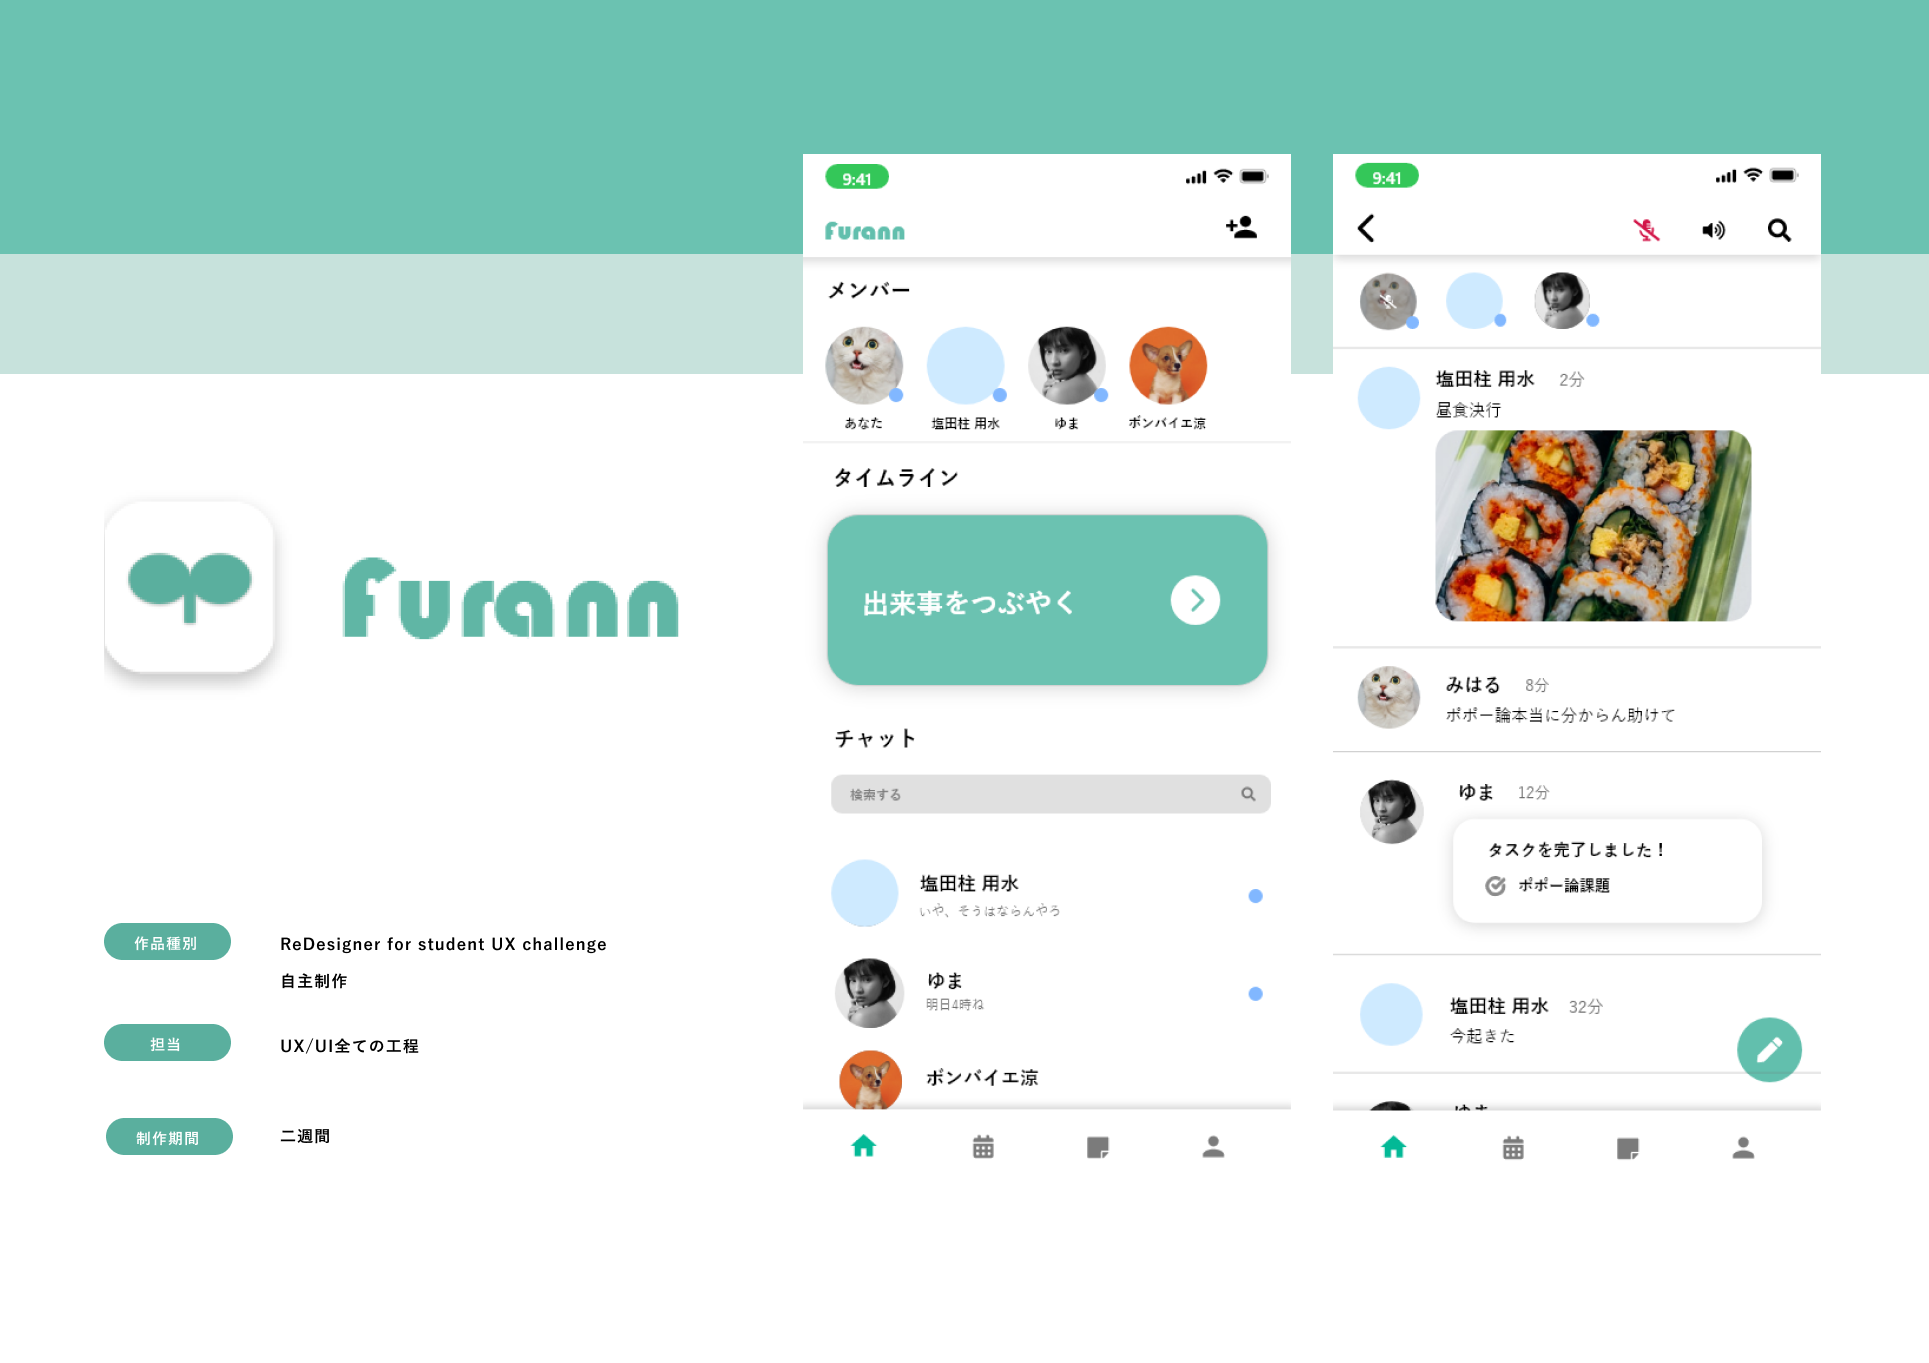 Furann
作品種別
ReDesigner for student UX challenge
自主制作
担当
UX/UI全ての工程
制作期間
二週間
9:41
Furann
メンバー
あなた
塩田柱 用水
ゆま
ボンバイエ涼
タイムライン
出来事をつぶやく
チャット
検索する
塩田柱 用水
いや、そうはならんやろ
ゆま
明日4時ね
ボンバイエ涼
9:41
塩田柱 用水 2分
昼食決行
みはる 8分
ポポー論本当に分からん助けて
ゆま 12分
タスクを完了しました！
ポポー論課題
塩田柱 用水 32分
今起きた
ゆま